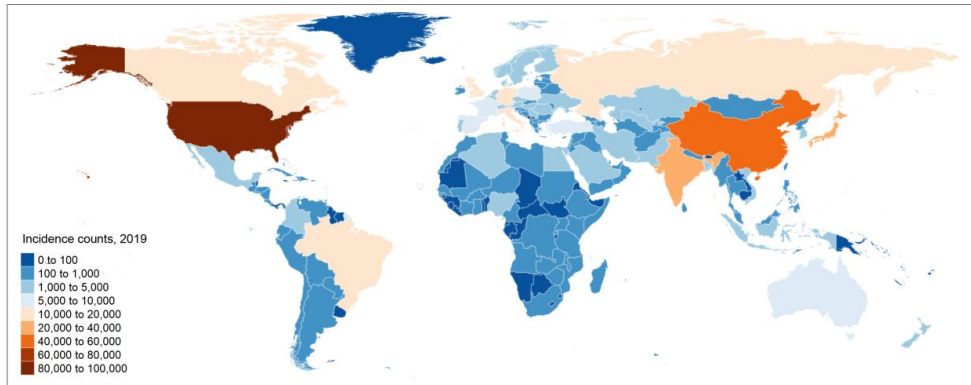 Incidence counts, 2019
0 to 100
100 to 1,000
1,000 to 5,000
5,000 to 10,000
10,000 to 20,000
20,000 to 40,000
40,000 to 60,000
60,000 to 80,000
80,000 to 100,000